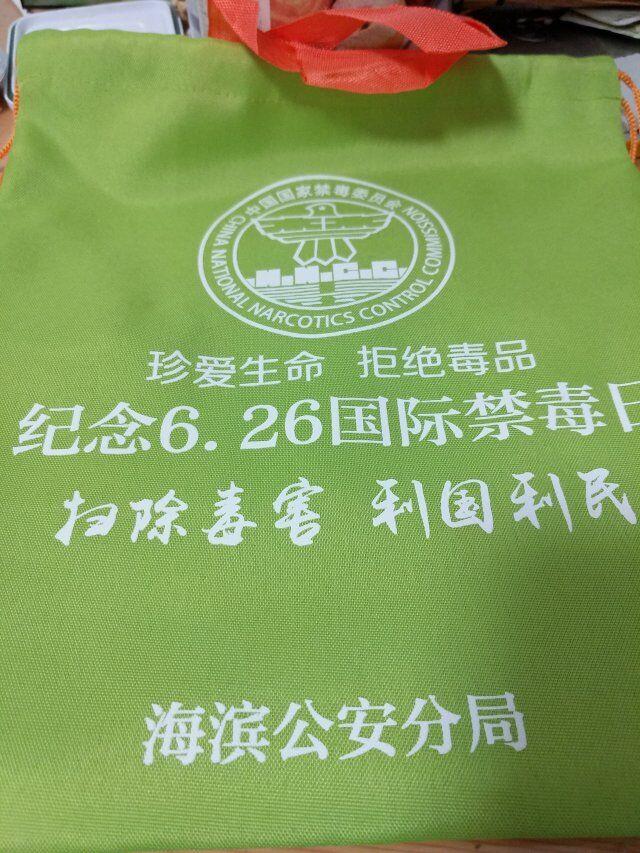 中国国家禁毒委员会
CHINA NATIONAL NARCOTICS CONTROL COMMISSION
N.N.C.C.
珍爱生命 拒绝毒品
纪念6.26国际禁毒日
扫除毒害 利国利民
海滨公安分局